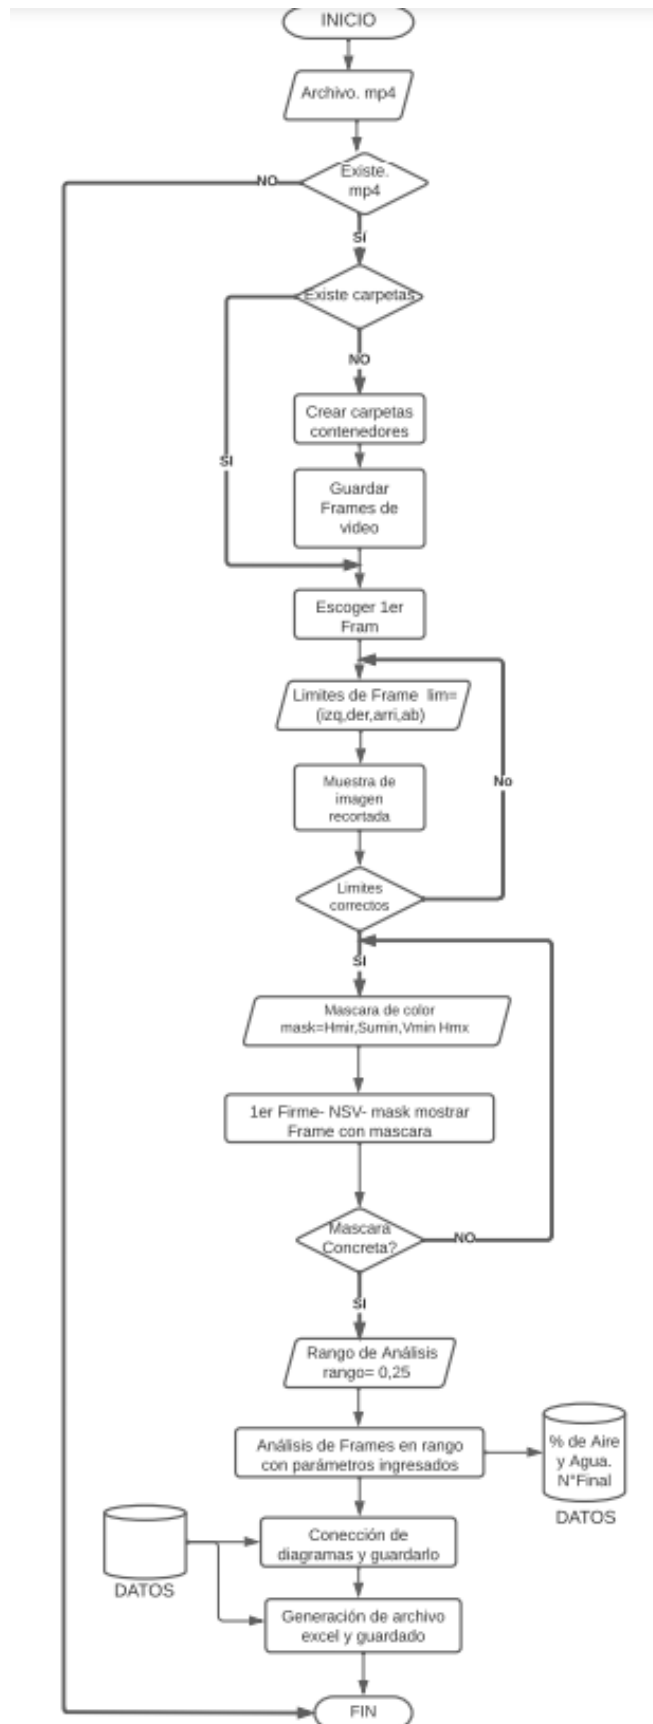 INICIO
Archivo. mp4
Existe.
mp4
NO
Sí
Existe carpetas
NO
SI
Crear carpetas
contenedores
Guardar
Frames de
video
Escoger 1er
Fram
Limites de Frame lim=
(izq,der,arri,ab)
Muestra de
imagen
recortada
No
Limites
correctos
SI
Mascara de color
mask=Hmir,Sumin,Vmin Hmx
1er Firme- NSV- mask mostrar
Frame con mascara
Mascara
Concreta?
NO
SI
Rango de Análisis
rango= 0,25
Análisis de Frames en rango
con parámetros ingresados
% de Aire
y Agua.
N°Final
DATOS
Conección de
diagramas y guardarlo
DATOS
Generación de archivo
excel y guardado
FIN